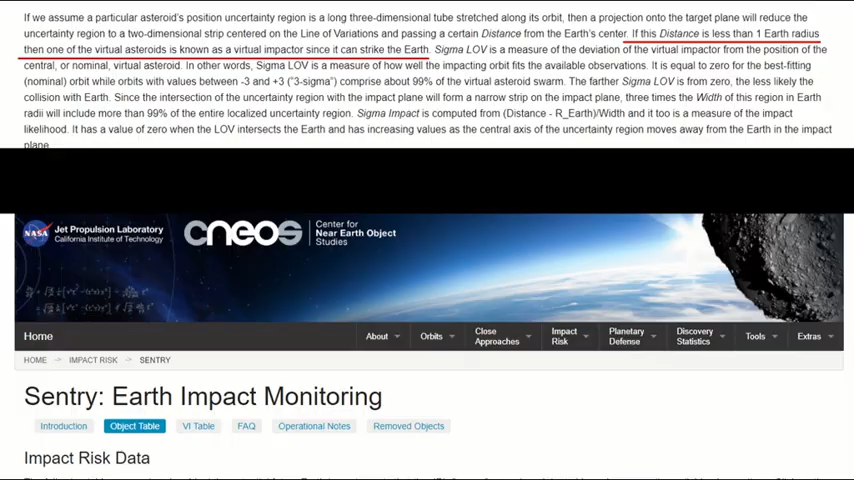 If we assume a particular asteroid's position uncertainty region is a long three-dimensional tube stretched along its orbit, then a projection onto the target plane will reduce the
uncertainty region to a two-dimensional strip centered on the Line of Variations and passing a certain Distance from the Earth's center. If this Distance is less than 1 Earth radius
then one of the virtual asteroids is known as a virtual impactor since it can strike the Earth. Sigma LOV is a measure of the deviation of the virtual impactor from the position of the
central, or nominal, virtual asteroid. In other words, Sigma LOV is a measure of how well the impacting orbit fits the available observations. It is equal to zero for the best-fitting
(nominal) orbit while orbits with values between -3 and +3 ("3-sigma") comprise about 99% of the virtual asteroid swarm. The farther Sigma LOV is from zero, the less likely the
collision with Earth. Since the intersection of the uncertainty region with the impact plane will form a narrow strip on the impact plane, three times the Width of this region in Earth
radii will include more than 99% of the entire localized uncertainty region. Sigma Impact is computed from (Distance - R_Earth)/Width and it too is a measure of the impact
likelihood. It has a value of zero when the LOV intersects the Earth and has increasing values as the central axis of the uncertainty region moves away from the Earth in the impact
plane.
NASA
Jet Propulsion Laboratory
California Institute of Technology
cneos
Center for
Near Earth Object
Studies
Home
About
Orbits
Close
Approaches
Impact
Risk
Planetary
Defense
Discovery
Statistics
Tools
Extras
HOME -> IMPACT RISK -> SENTRY
Sentry: Earth Impact Monitoring
Introduction Object Table VI Table FAQ Operational Notes Removed Objects
Impact Risk Data